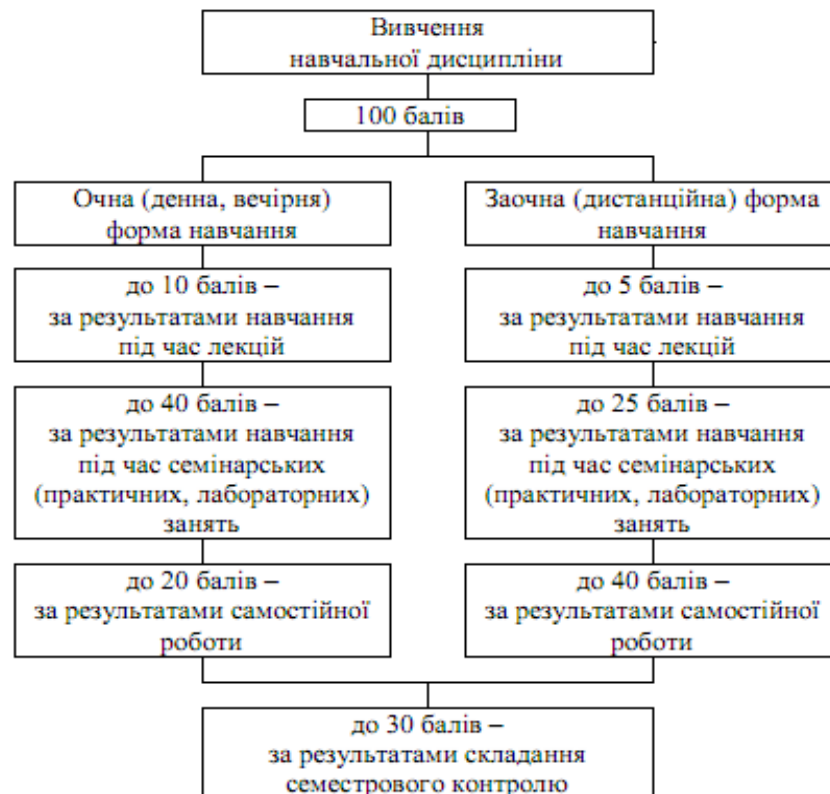 Вивчення
навчальної дисципліни
100 балів
Очна (денна, вечірня)
форма навчання
до 10 балів –
за результатами навчання
під час лекцій
до 40 балів –
за результатами навчання
під час семінарських
(практичних, лабораторних)
занять
до 20 балів –
за результатами самостійної
роботи
Заочна (дистанційна) форма
навчання
до 5 балів –
за результатами навчання
під час лекцій
до 25 балів –
за результатами навчання
під час семінарських
(практичних, лабораторних)
занять
до 40 балів –
за результатами самостійної
роботи
до 30 балів –
за результатами складання
семестрового контролю